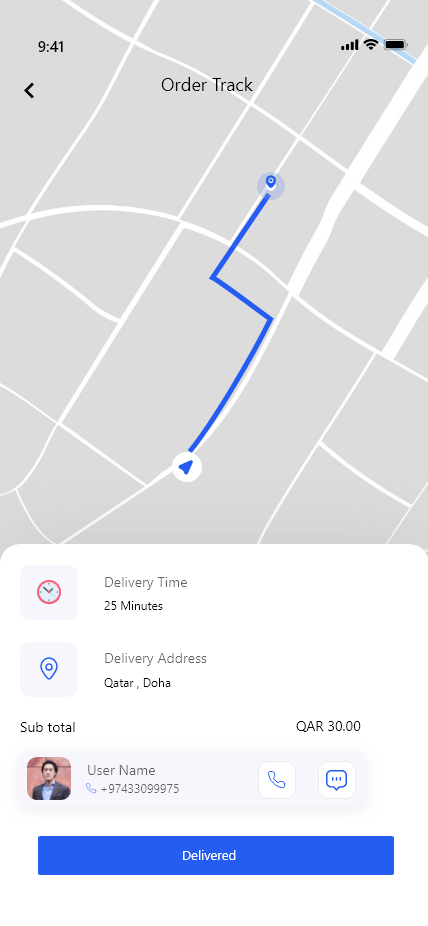 9:41
Order Track
Delivery Time
25 Minutes
Delivery Address
Qatar , Doha
Sub total
QAR 30.00
User Name
+97433099975
Delivered